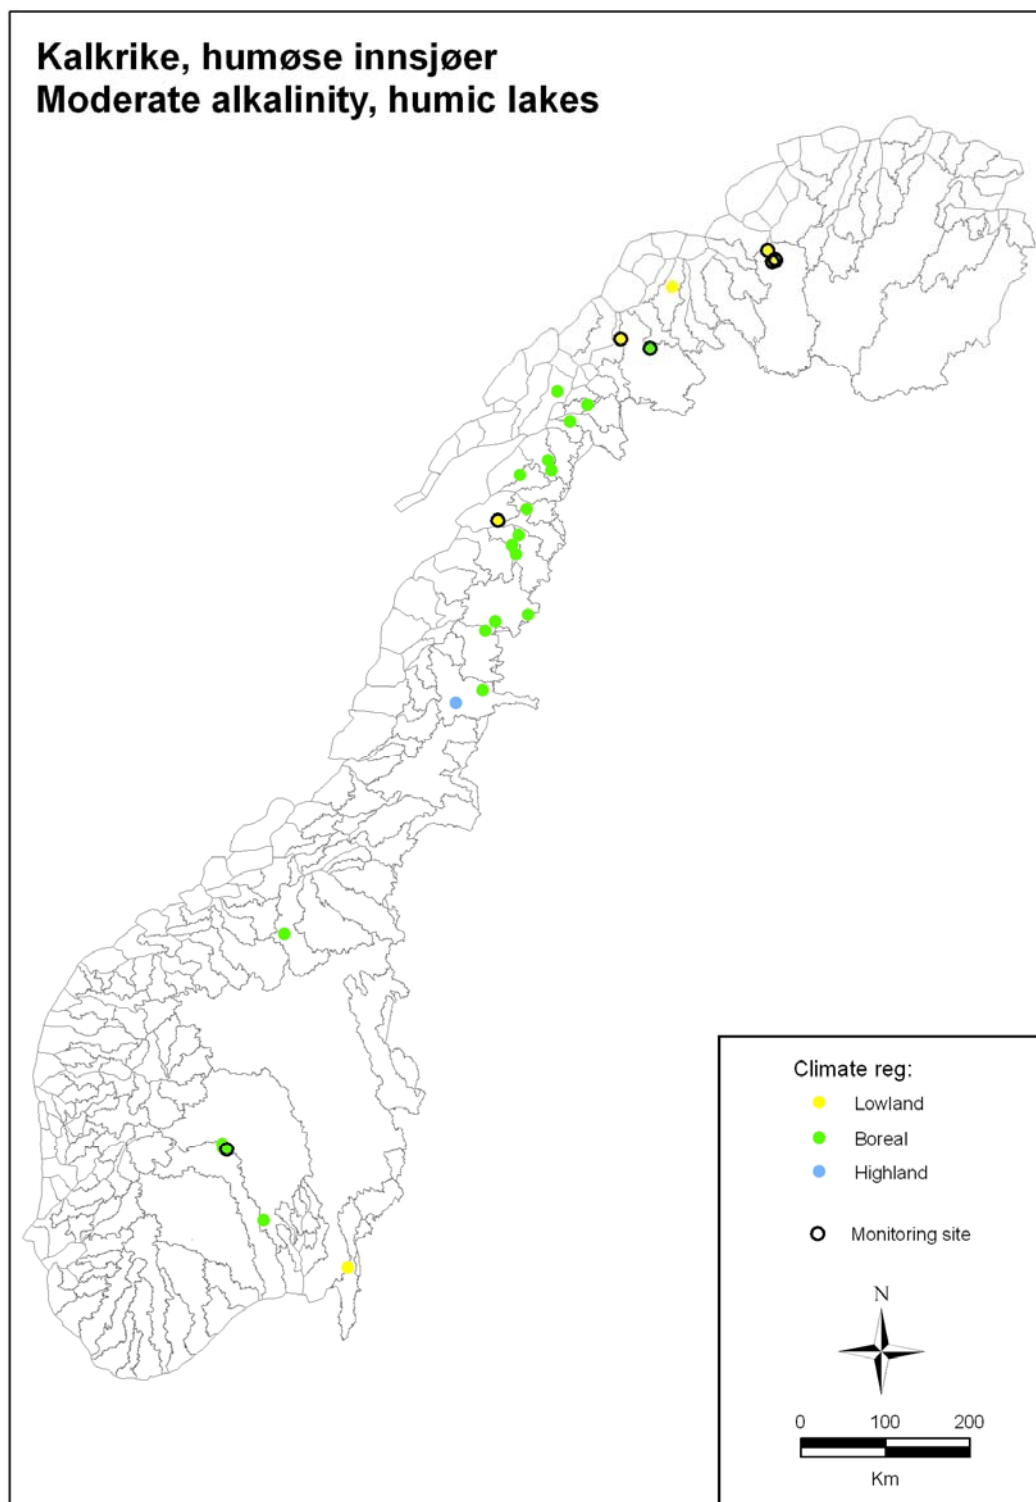 Kalkrike, humøse innsjøer
Moderate alkalinity, humic lakes
Climate reg:
Lowland
Boreal
Highland
Monitoring site
N
0 100 200
Km